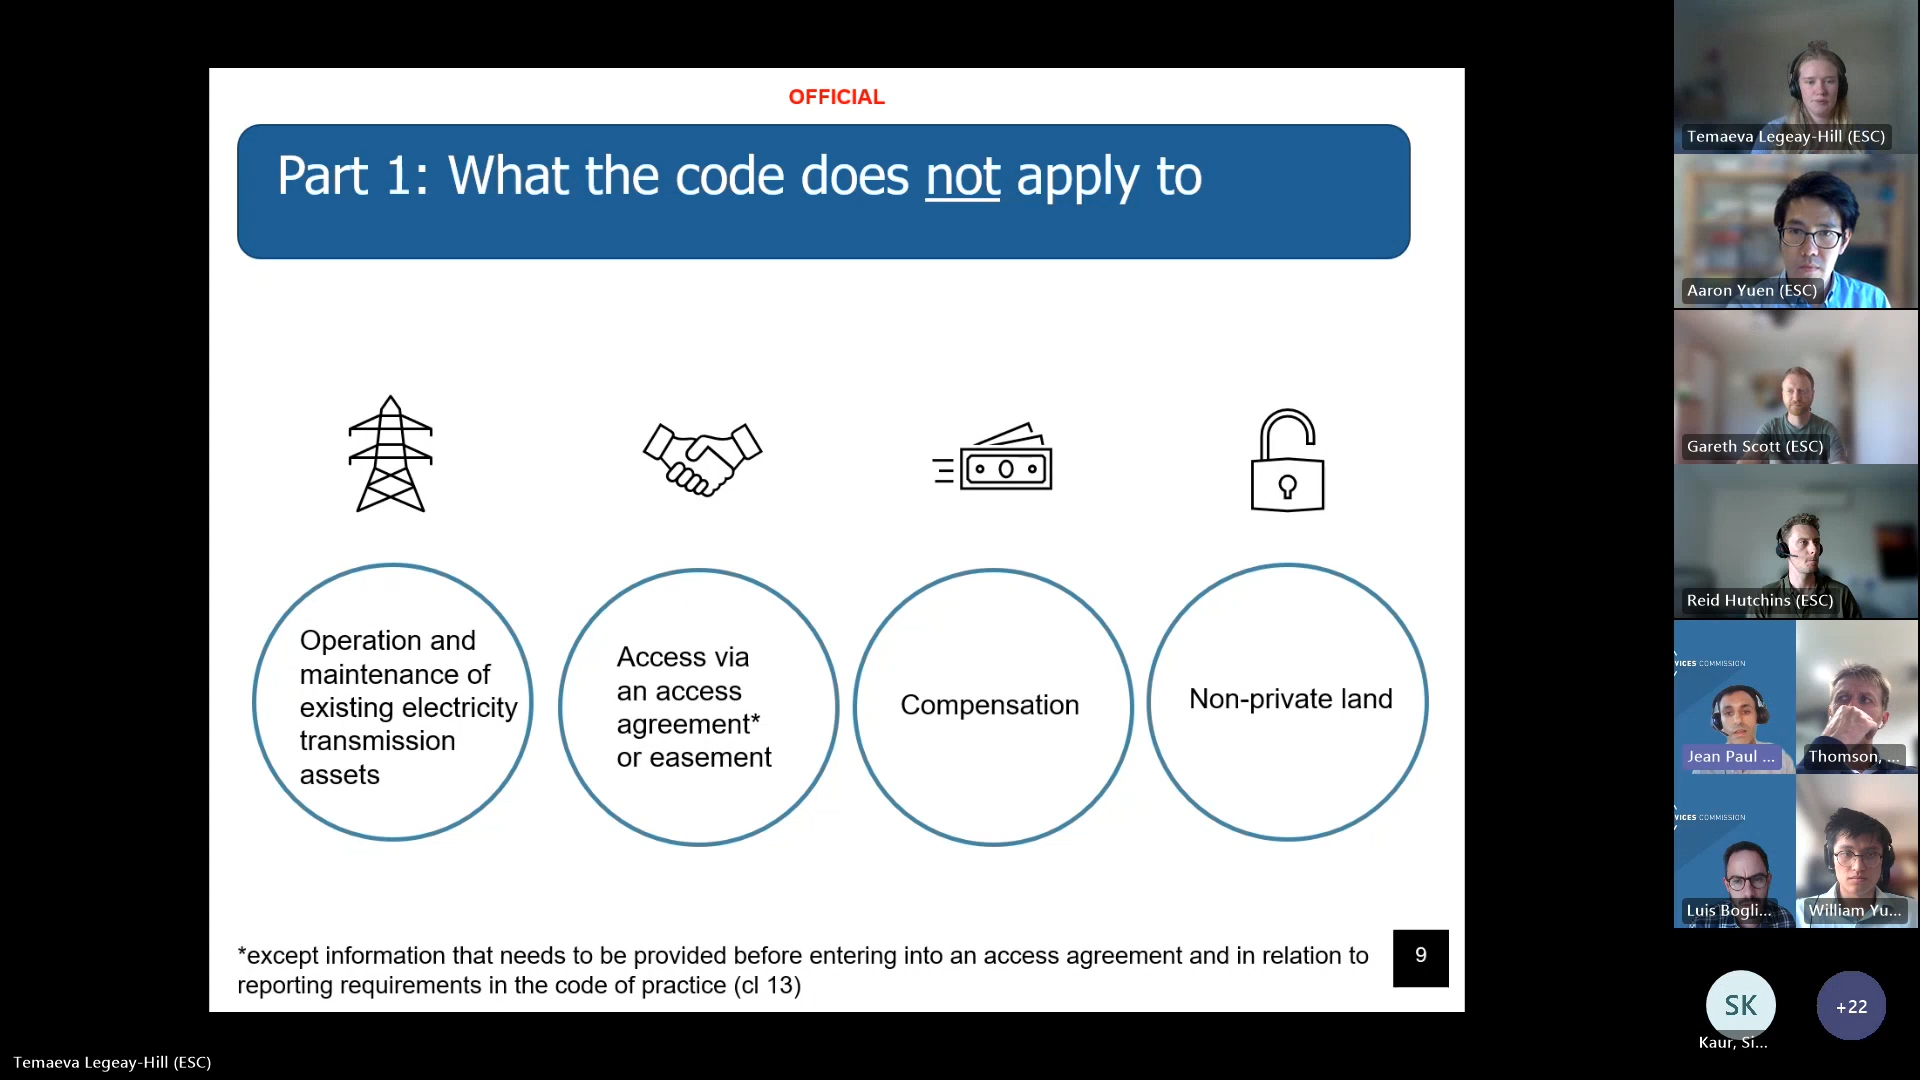 OFFICIAL
Part 1: What the code does not apply to
Operation and
maintenance of
existing electricity
transmission
assets
Access via
an access
agreement*
or easement
Compensation
Non-private land
*except information that needs to be provided before entering into an access agreement and in relation to
reporting requirements in the code of practice (cl 13)
9
Temaeva Legeay-Hill (ESC)
Aaron Yuen (ESC)
Gareth Scott (ESC)
Reid Hutchins (ESC)
VICES COMMISSION
Jean Paul ...
Thomson, ...
VICES COMMISSION
Luis Bogli...
William Yu...
SK
Kaur, Si...
+22
Temaeva Legeay-Hill (ESC)